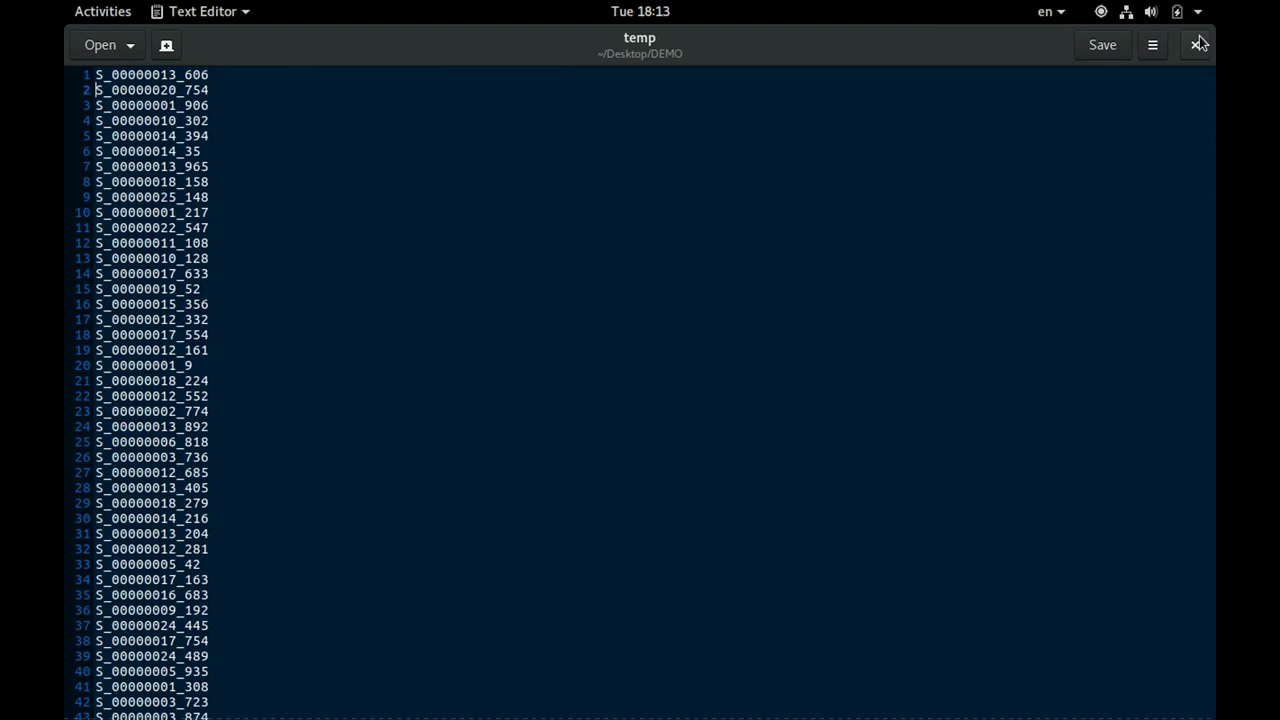 Activities Text Editor Tue 18:13 en
Open temp Save
~/Desktop/DEMO
1 S_00000013_606
2 S_00000020_754
3 S_00000001_906
4 S_00000010_302
5 S_00000014_394
6 S_00000014_35
7 S_00000013_965
8 S_00000018_158
9 S_00000025_148
10 S_00000001_217
11 S_00000022_547
12 S_00000011_108
13 S_00000010_128
14 S_00000017_633
15 S_00000019_52
16 S_00000015_356
17 S_00000012_332
18 S_00000017_554
19 S_00000012_161
20 S_00000001_9
21 S_00000018_224
22 S_00000012_552
23 S_00000002_774
24 S_00000013_892
25 S_00000006_818
26 S_00000003_736
27 S_00000012_685
28 S_00000013_405
29 S_00000018_279
30 S_00000014_216
31 S_00000013_204
32 S_00000012_281
33 S_00000005_42
34 S_00000017_163
35 S_00000016_683
36 S_00000009_192
37 S_00000024_445
38 S_00000017_754
39 S_00000024_489
40 S_00000005_935
41 S_00000001_308
42 S_00000003_723
43 S_00000003_874